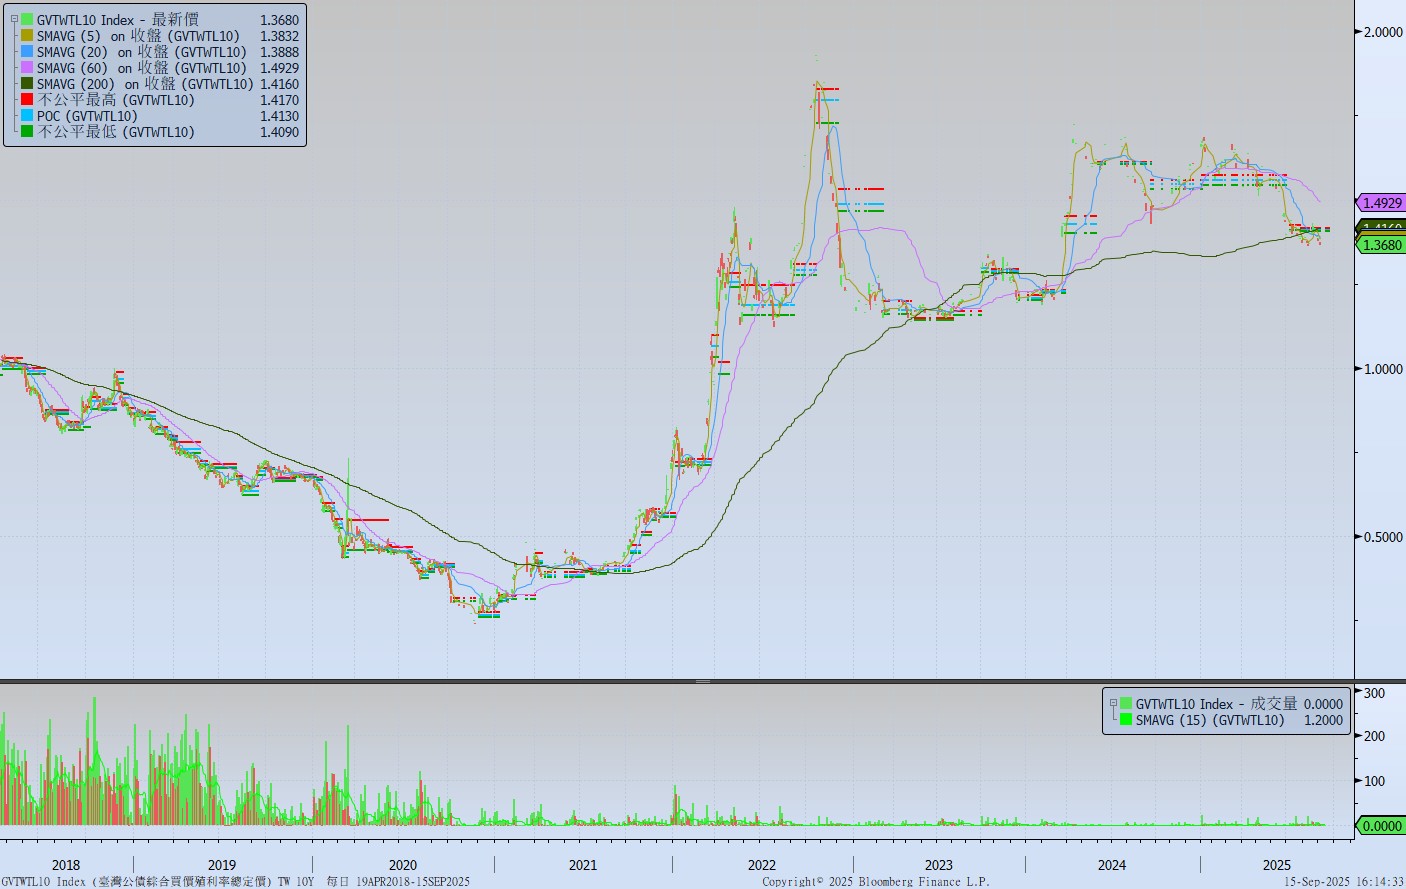 GVTWTL10 Index - 最新價 1.3680
SMAVG (5) on 收盤 (GVTWTL10) 1.3832
SMAVG (20) on 收盤 (GVTWTL10) 1.3888
SMAVG (60) on 收盤 (GVTWTL10) 1.4929
SMAVG (200) on 收盤 (GVTWTL10) 1.4160
不公平最高 (GVTWTL10) 1.4170
POC (GVTWTL10) 1.4130
不公平最低 (GVTWTL10) 1.4090
2.0000
1.4929
1.4160
1.3680
1.0000
0.5000
GVTWTL10 Index - 成交量 0.0000
SMAVG (15) (GVTWTL10) 1.2000
300
200
100
0.0000
2018 2019 2020 2021 2022 2023 2024 2025
GVTWTL10 Index (臺灣公債綜合買價殖利率總定價) TW 10Y 每日 19APR2018-15SEP2025 Copyright© 2025 Bloomberg Finance L.P. 15-Sep-2025 16:14:33